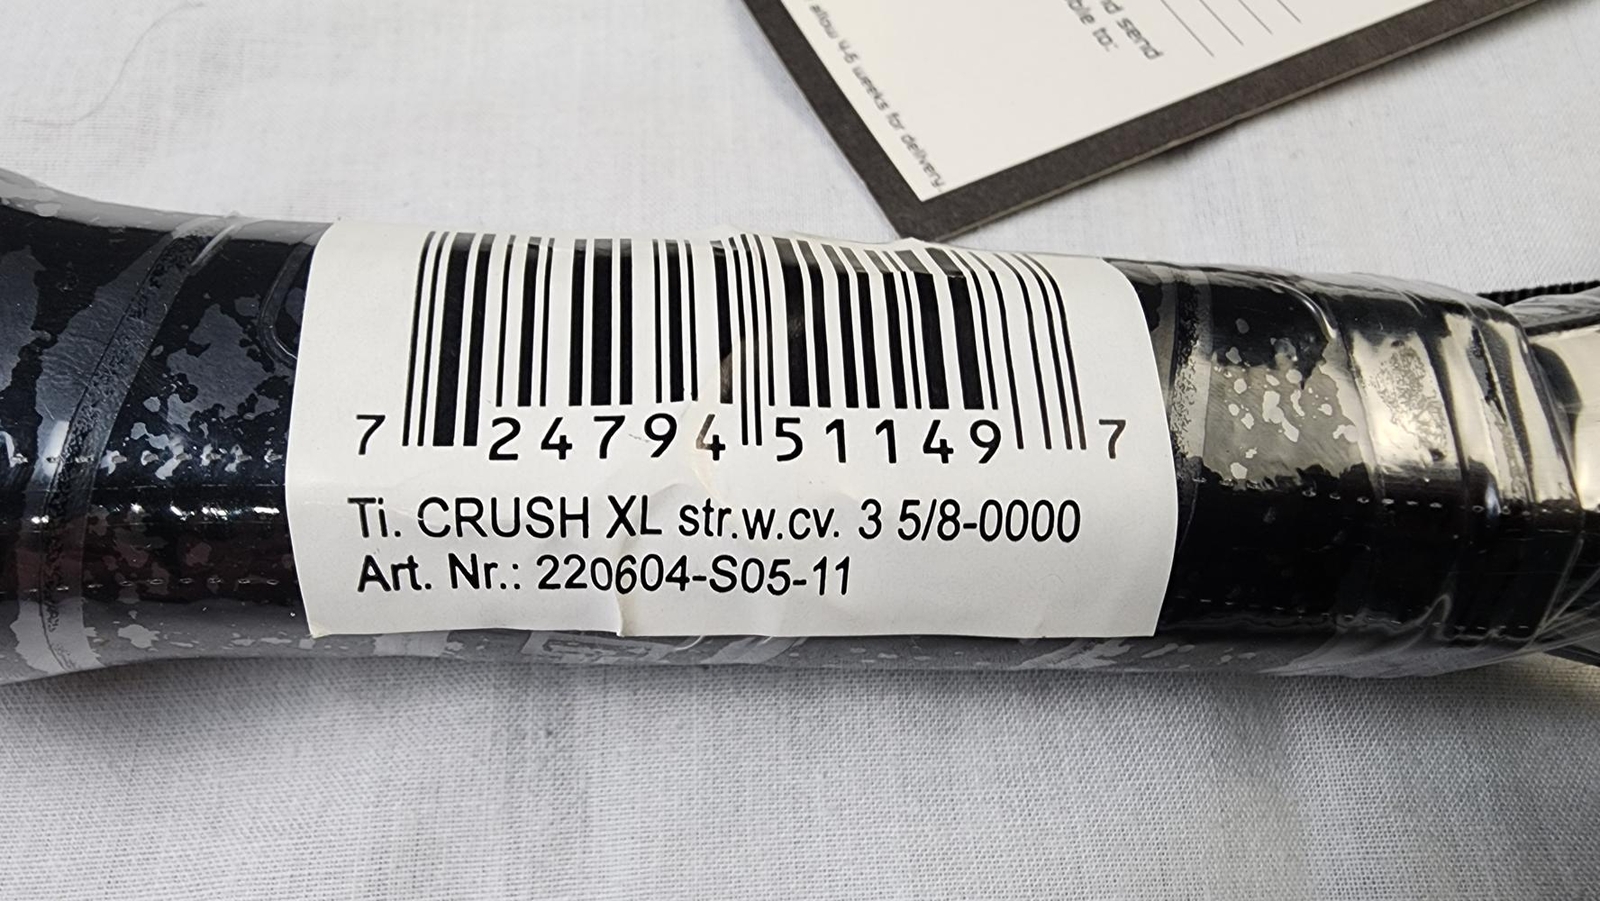 nd send
ble to:
allow 4-6 weeks for delivery.
7 24794 51149 7
Ti. CRUSH XL str.w.cv. 3 5/8-0000
Art. Nr.: 220604-S05-11